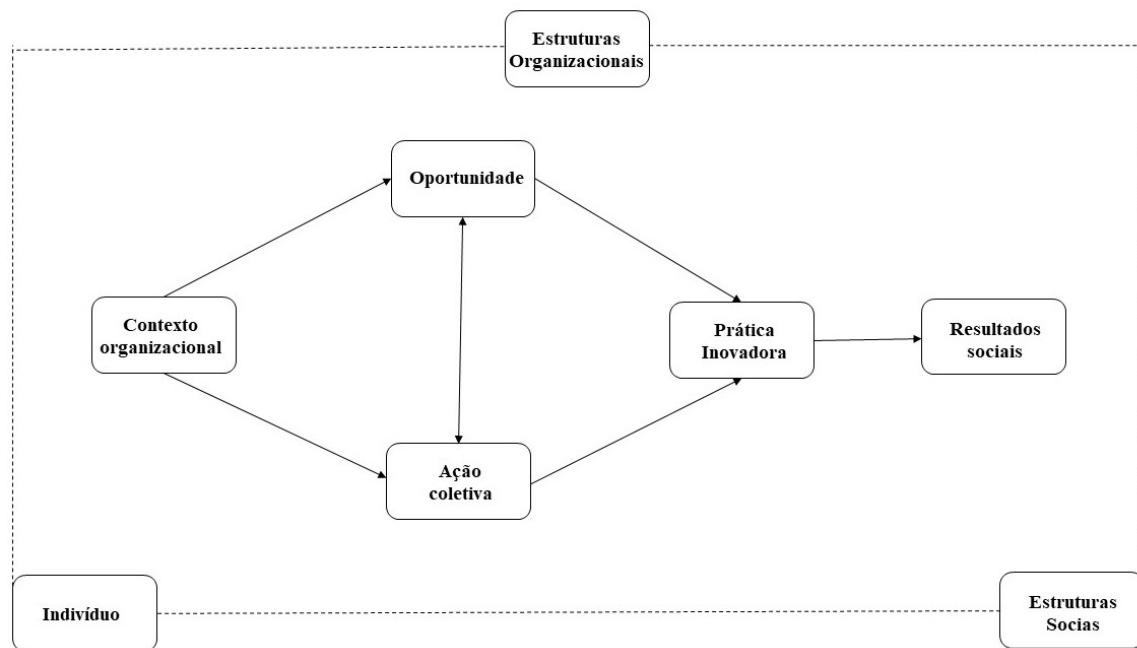 Estruturas
Organizacionais
Oportunidade
Contexto
organizacional
Prática
Inovadora
Resultados
sociais
Ação
coletiva
Indivíduo
Estruturas
Socias